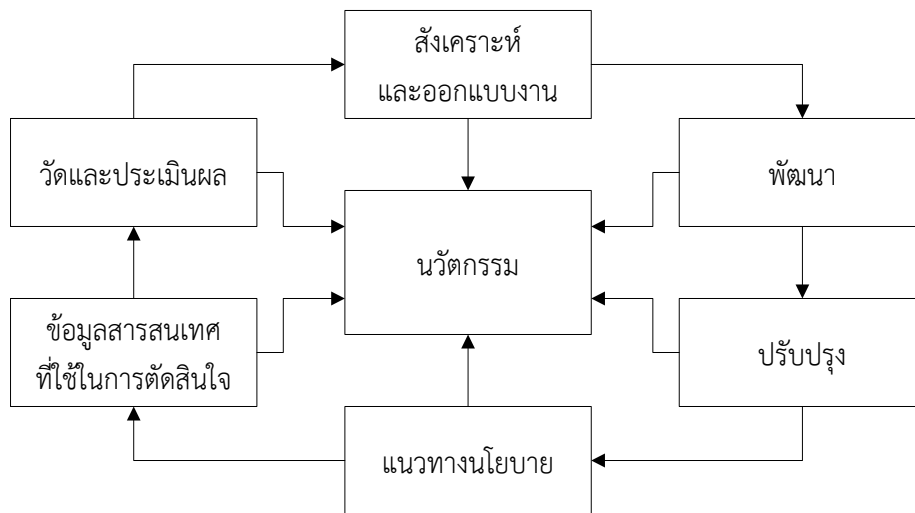 สังเคราะห์
และออกแบบงาน
วัดและประเมินผล
พัฒนา
นวัตกรรม
ข้อมูลสารสนเทศ
ที่ใช้ในการตัดสินใจ
ปรับปรุง
แนวทางนโยบาย